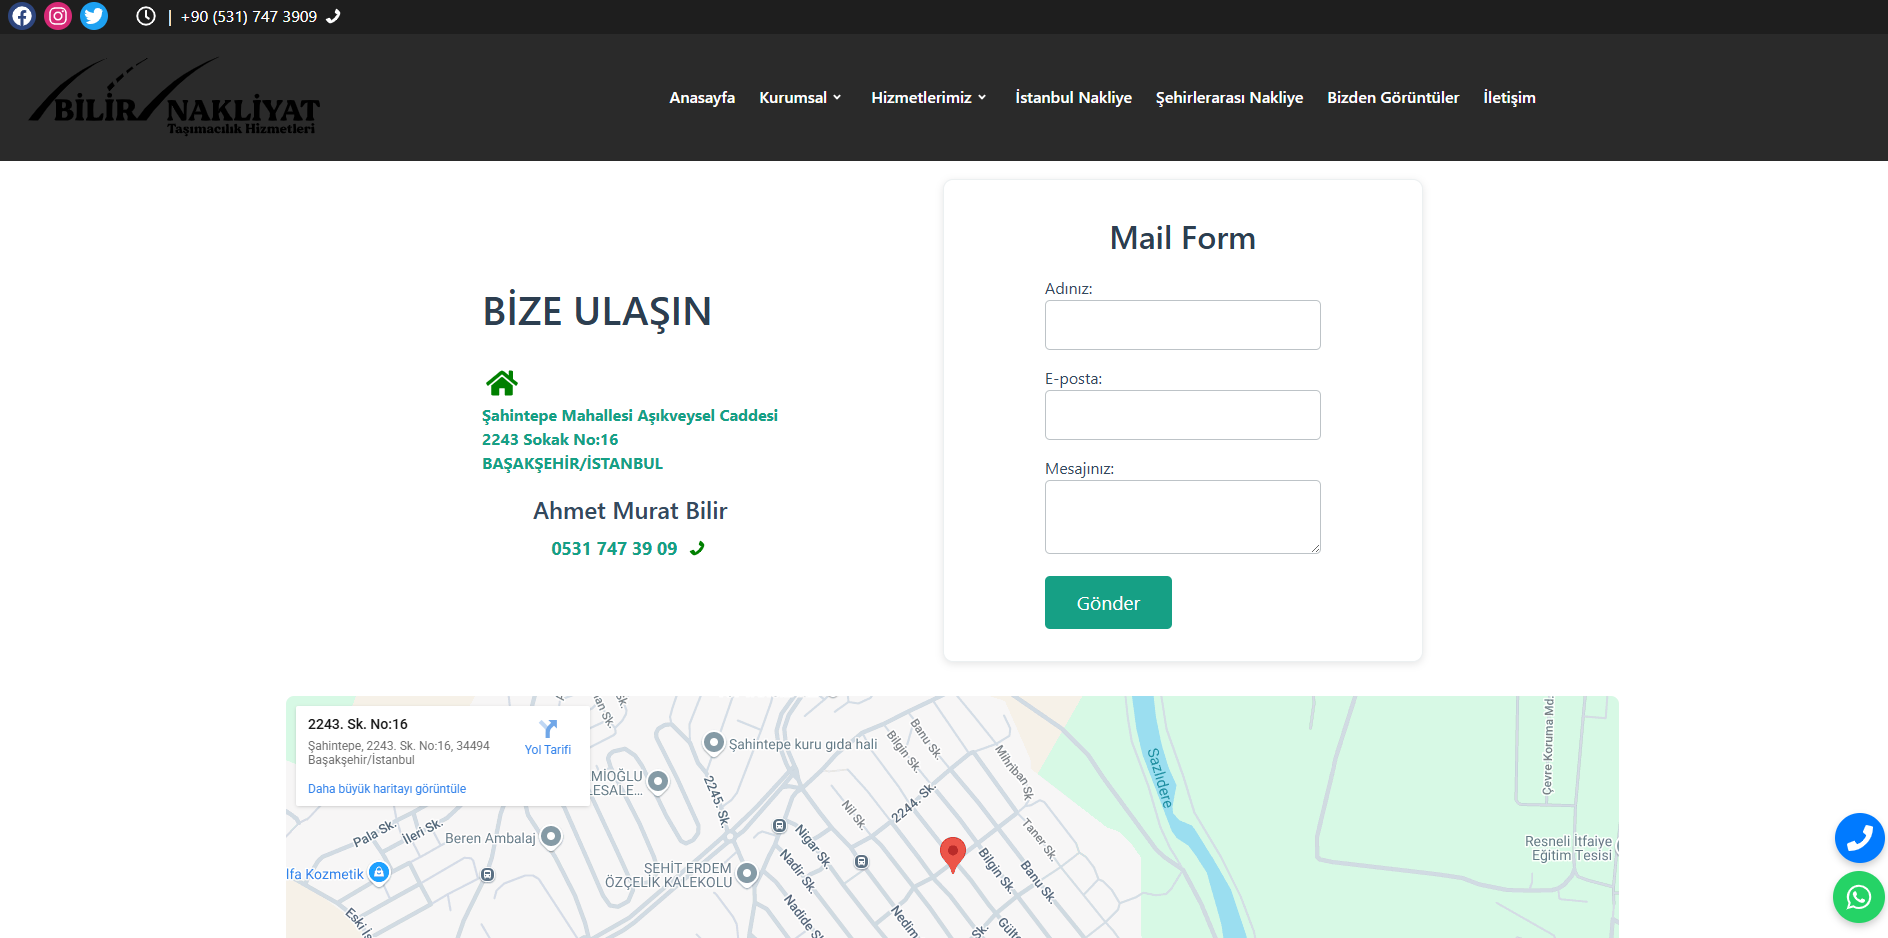 | +90 (531) 747 3909
BİLİR NAKLİYAT
Taşımacılık Hizmetleri
Anasayfa Kurumsal Hizmetlerimiz İstanbul Nakliye Şehirlerarası Nakliye Bizden Görüntüler İletişim
BİZE ULAŞIN
Şahintepe Mahallesi Aşıkveysel Caddesi
2243 Sokak No:16
BAŞAKŞEHİR/İSTANBUL
Ahmet Murat Bilir
0531 747 39 09
Mail Form
Adınız:
E-posta:
Mesajınız:
Gönder
2243. Sk. No:16
Şahintepe, 2243. Sk. No:16, 34494
Başakşehir/İstanbul
Yol Tarifi
Daha büyük haritayı görüntüle
Şahintepe kuru gıda hali
MİOĞLU
LESALE...
2245. Sk.
Banu Sk.
Bilgin Sk.
Mihriban Sk.
Sazlıdere
Çevre Koruma Md.
Pala Sk.
İleri Sk.
Beren Ambalaj
Nil Sk.
2244. Sk.
Taner Sk.
Nigar Sk.
Nadir Sk.
Bilgin Sk.
Banu Sk.
Resneli İtfaiye
Eğitim Tesisi
lfa Kozmetik
ŞEHİT ERDEM
ÖZÇELİK KALEKOLU
Eski İs
Nadide Sk.
Nedim
Gülte